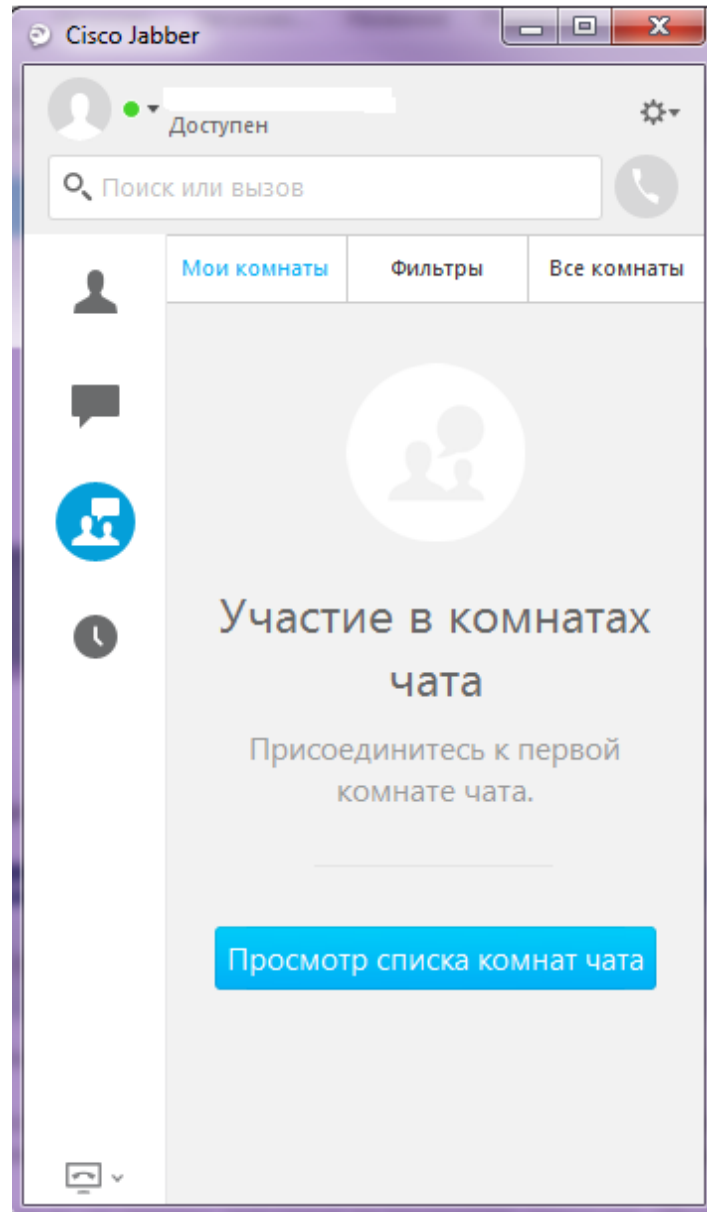 Cisco Jabber
Доступен
Поиск или вызов
Мои комнаты
Фильтры
Все комнаты
Участие в комнатах
чата
Присоединитесь к первой
комнате чата.
Просмотр списка комнат чата